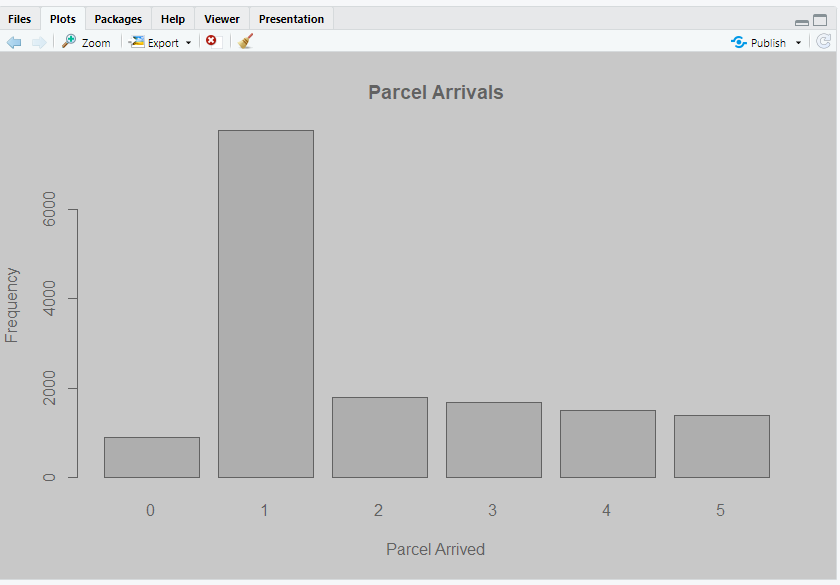 Files Plots Packages Help Viewer Presentation
Zoom Export Publish
Parcel Arrivals
6000
4000
2000
0
Frequency
0 1 2 3 4 5
Parcel Arrived